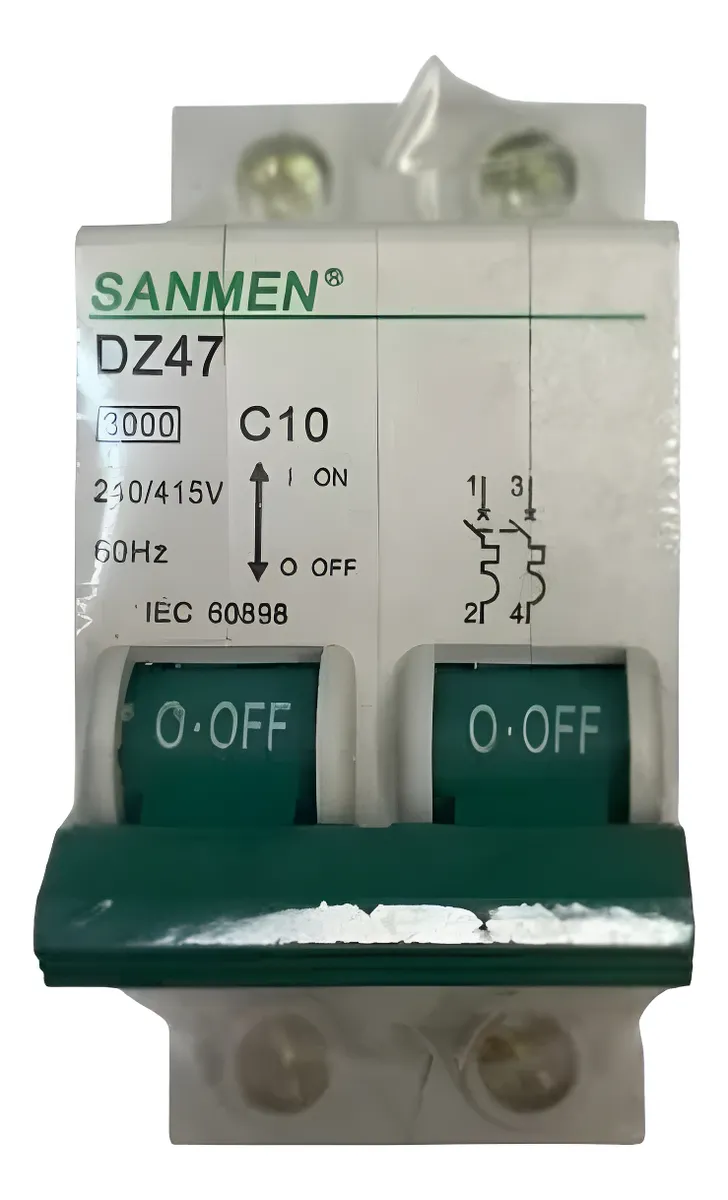 SANMEN®
DZ47
3000 C10
240/415V
I ON
60Hz
O OFF
IEC 60898
1 3
2 4
O·OFF O·OFF